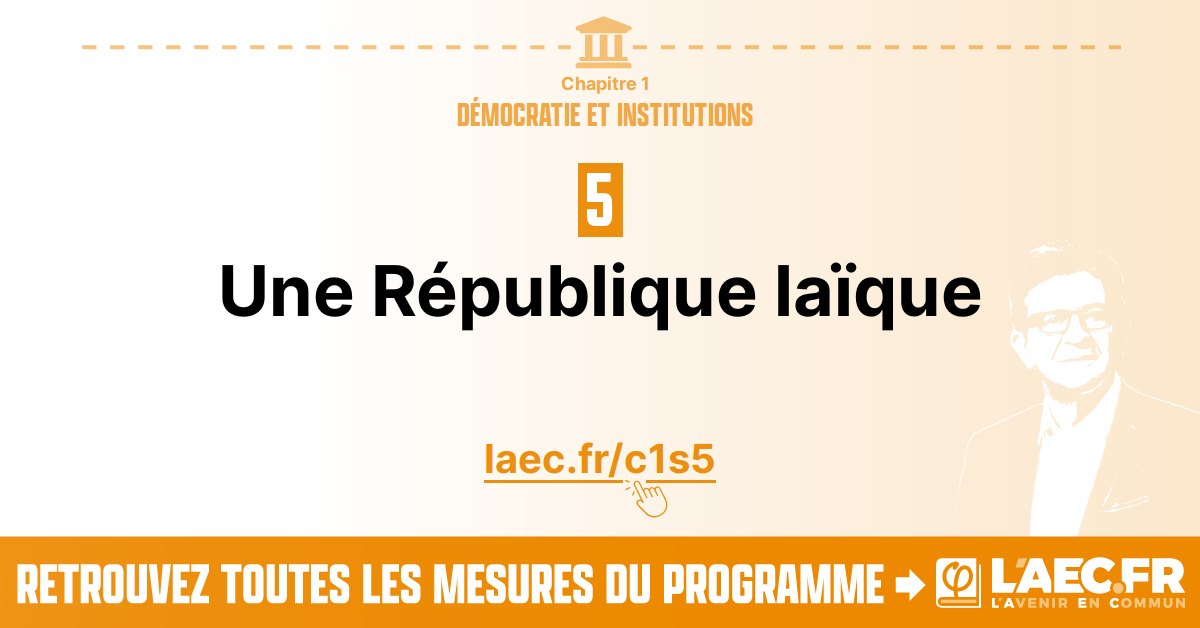 Chapitre 1
DÉMOCRATIE ET INSTITUTIONS
5
Une République laïque
laec.fr/c1s5
RETROUVEZ TOUTES LES MESURES DU PROGRAMME
φ L'AEC.FR
L'AVENIR EN COMMUN